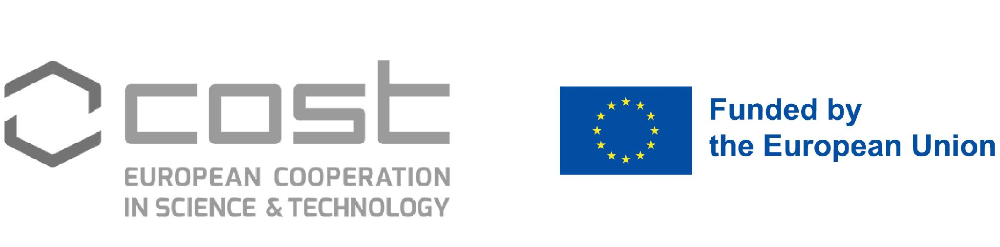 cost
EUROPEAN COOPERATION
IN SCIENCE & TECHNOLOGY
Funded by
the European Union